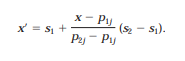 x′ = s₁ + (x − p₁ⱼ)/(p₂ⱼ − p₁ⱼ) (s₂ − s₁).